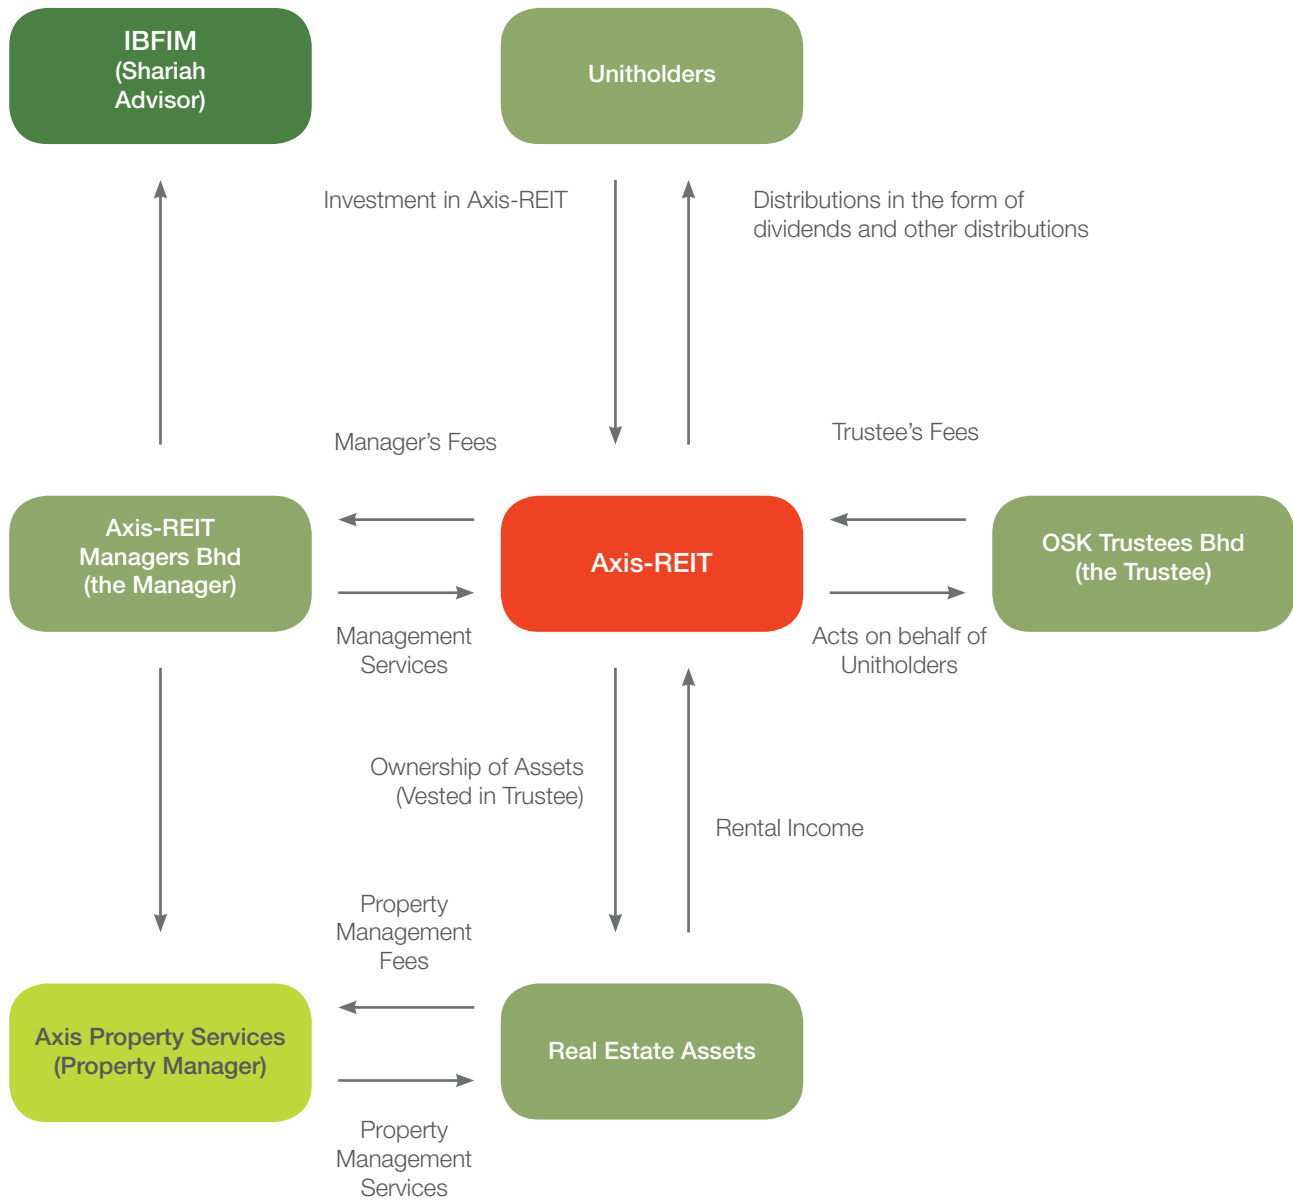 IBFIM
(Shariah
Advisor)
Unitholders
Investment in Axis-REIT
Distributions in the form of
dividends and other distributions
Manager’s Fees
Trustee’s Fees
Axis-REIT
Managers Bhd
(the Manager)
Axis-REIT
OSK Trustees Bhd
(the Trustee)
Management
Services
Acts on behalf of
Unitholders
Ownership of Assets
(Vested in Trustee)
Rental Income
Property
Management
Fees
Axis Property Services
(Property Manager)
Real Estate Assets
Property
Management
Services